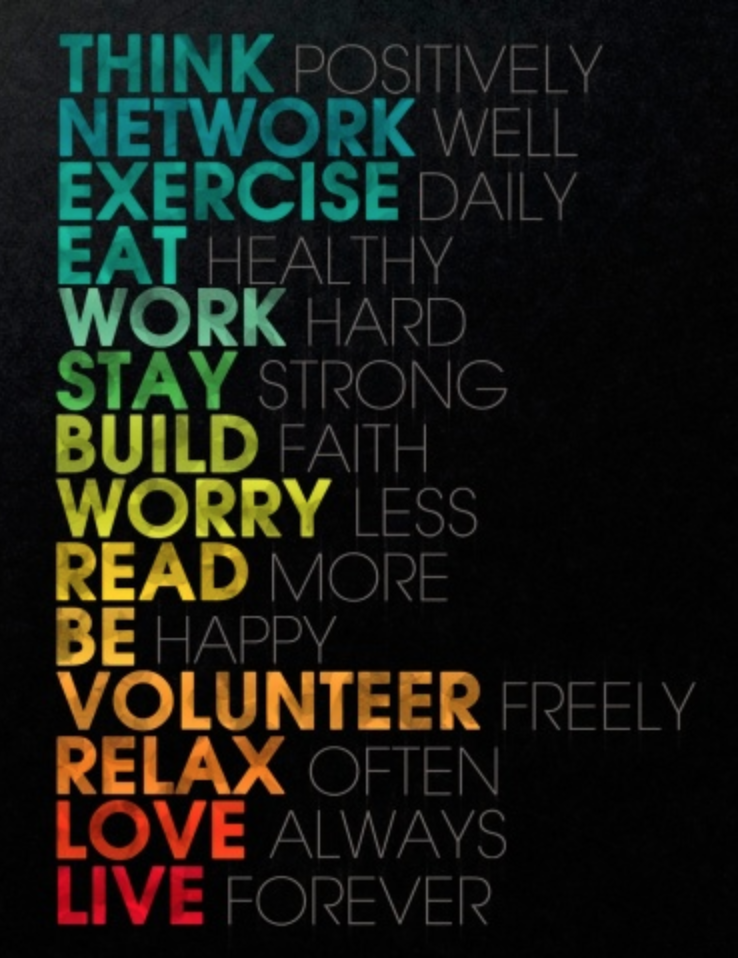 THINK POSITIVELY
NETWORK WELL
EXERCISE DAILY
EAT HEALTHY
WORK HARD
STAY STRONG
BUILD FAITH
WORRY LESS
READ MORE
BE HAPPY
VOLUNTEER FREELY
RELAX OFTEN
LOVE ALWAYS
LIVE FOREVER